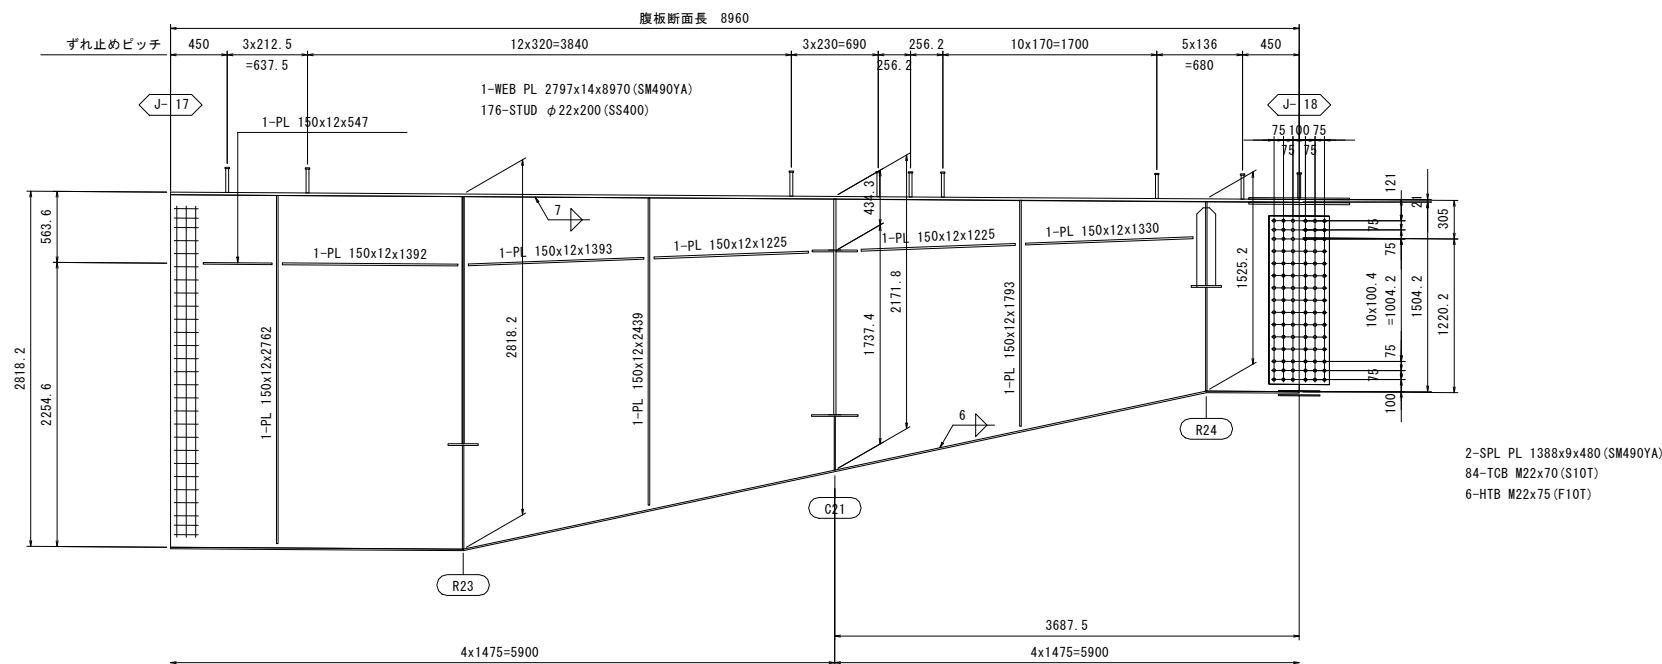 腹板断面長 8960
ずれ止めピッチ 450 3x212.5 =637.5 12x320=3840 3x230=690 256.2 256.2 10x170=1700 5x136 =680 450
1-WEB PL 2797x14x8970(SM490YA)
176-STUD φ22x200(SS400)
J- 17
J- 18
1-PL 150x12x547
75 100 75
75 75
121
21
305
75
75
434.3
7
563.6
1-PL 150x12x1392
1-PL 150x12x1393
1-PL 150x12x1225
1-PL 150x12x1225
1-PL 150x12x1330
2818.2
2254.6
1-PL 150x12x2762
2818.2
1-PL 150x12x2439
1737.4
2171.8
1-PL 150x12x1793
1525.2
10x100.4
=1004.2
1504.2
1220.2
75
75
100
6
R24
C21
R23
2-SPL PL 1388x9x480(SM490YA)
84-TCB M22x70(S10T)
6-HTB M22x75(F10T)
3687.5
4x1475=5900
4x1475=5900